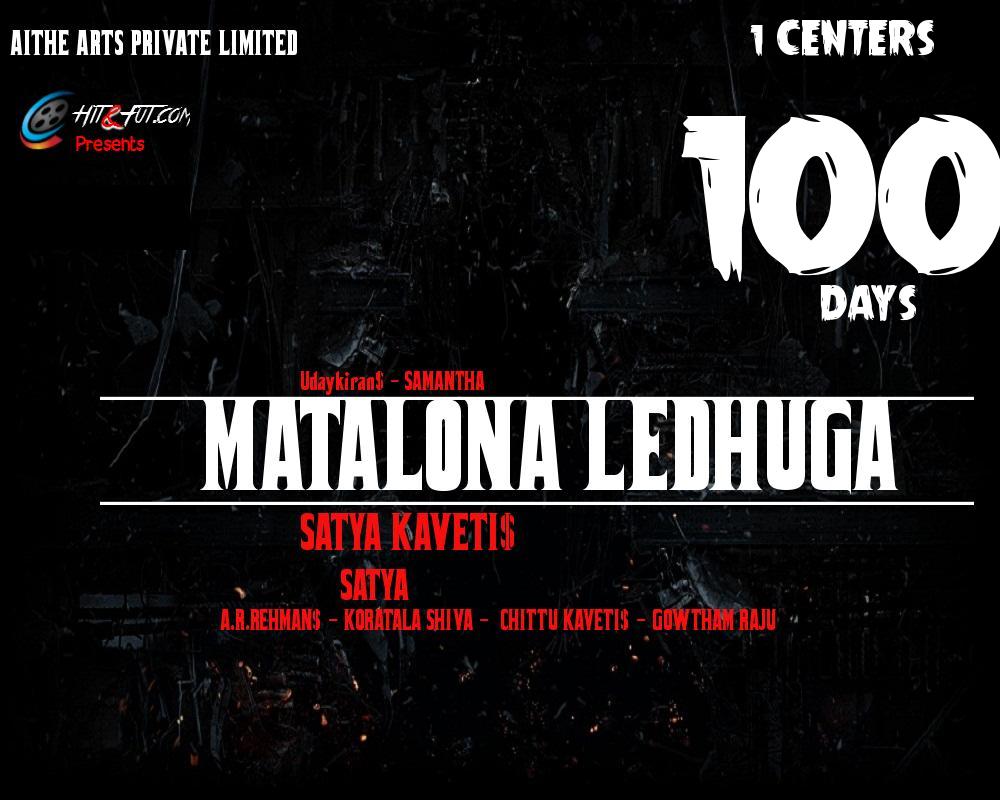 AITHE ARTS PRIVATE LIMITED
1 CENTERS
HIT&FUT.COM
Presents
100
DAYS
Udaykiran$ - SAMANTHA
MATALONA LEDHUGA
SATYA KAVETI$
SATYA
A.R.REHMAN$ - KORATALA SHIVA - CHITTU KAVETI$ - GOWTHAM RAJU